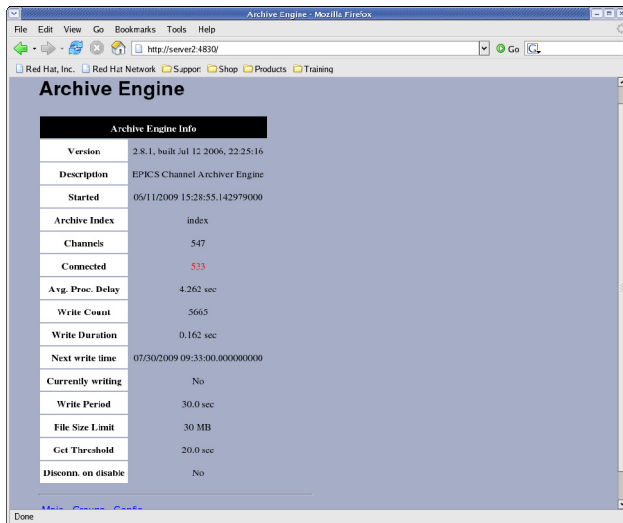 Archive Engine - Mozilla Firefox
File Edit View Go Bookmarks Tools Help
http://server2:4830/ Go
Red Hat, Inc. Red Hat Network Support Shop Products Training
Archive Engine
Archive Engine Info
Version 2.8.1, built Jul 12 2006, 22:25:16
Description EPICS Channel Archiver Engine
Started 06/11/2009 15:28:55.142979000
Archive Index index
Channels 547
Connected 533
Avg. Proc. Delay 4.262 sec
Write Count 5665
Write Duration 0.162 sec
Next write time 07/30/2009 09:33:00.000000000
Currently writing No
Write Period 30.0 sec
File Size Limit 30 MB
Get Threshold 20.0 sec
Disconn. on disable No
Main Groups Config
Done